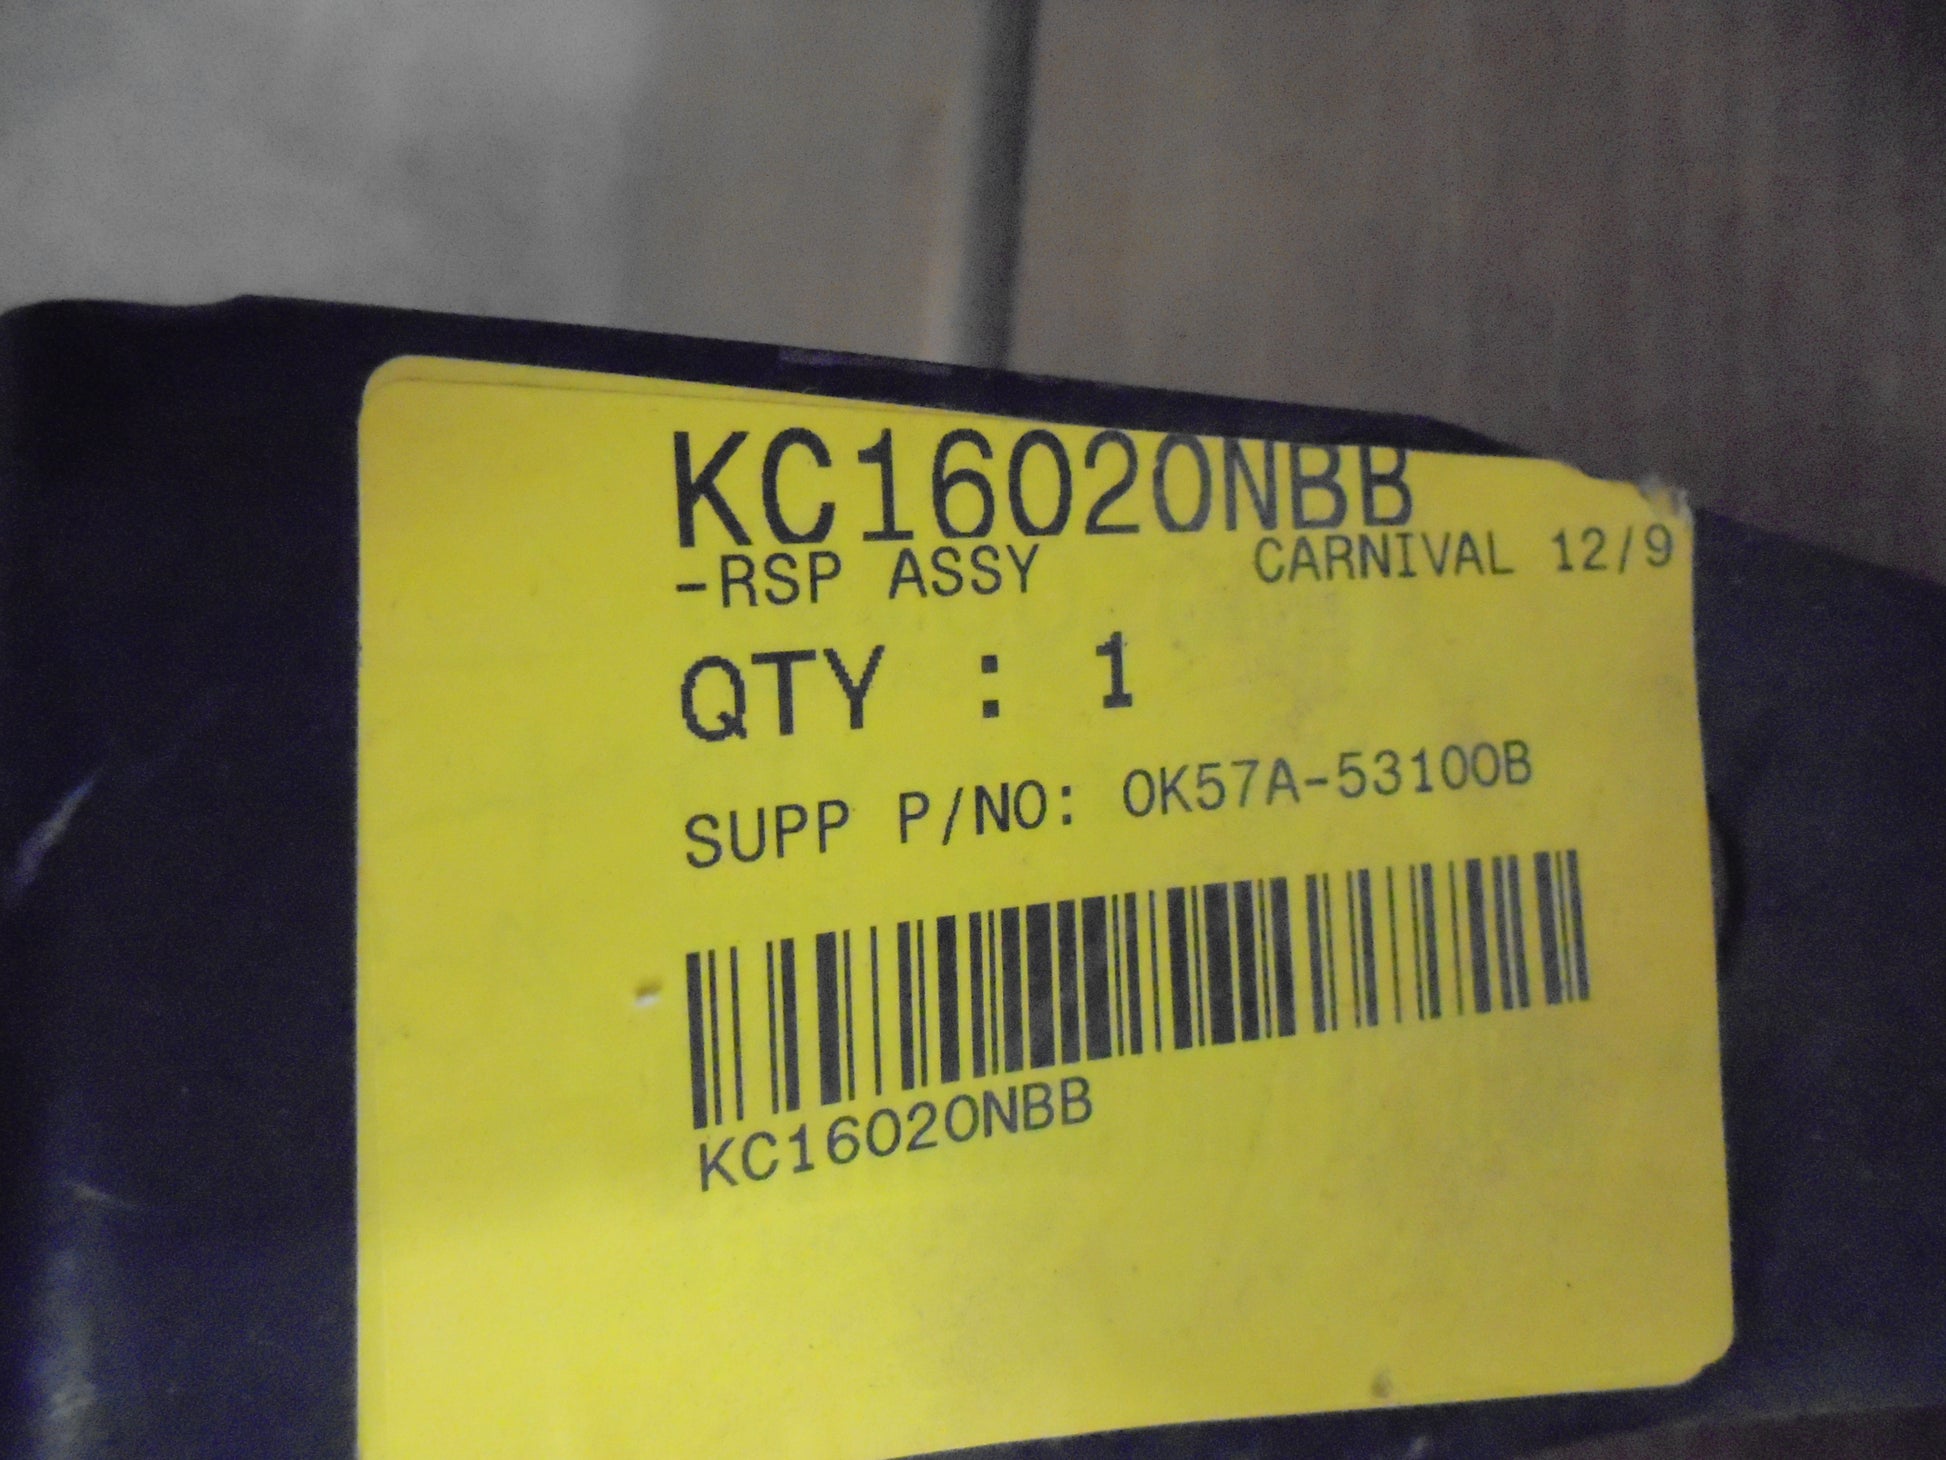 KC16020NBB
-RSP ASSY CARNIVAL 12/9
QTY : 1
SUPP P/NO: 0K57A-53100B
KC16020NBB